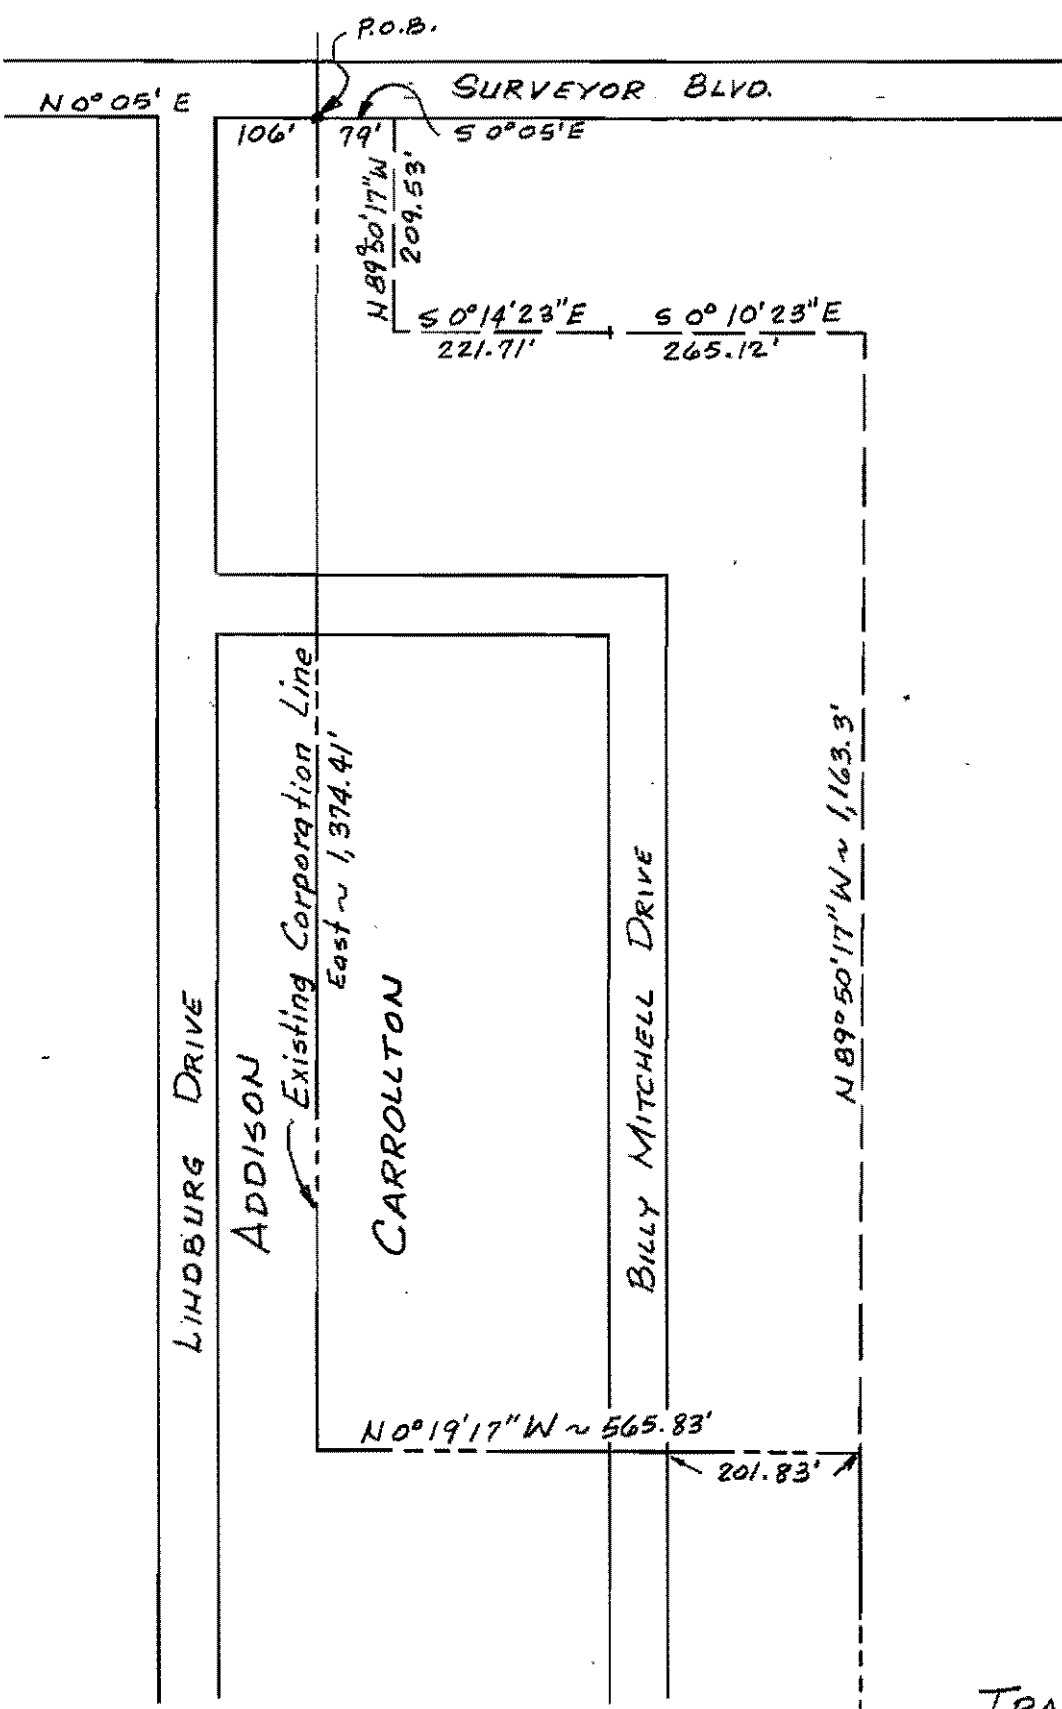 P.O.B.
SURVEYOR BLVD.
N 0° 05' E
106'
79'
S 0° 05' E
N 89° 50' 17" W
209.53'
S 0° 14' 23" E
221.71'
S 0° 10' 23" E
265.12'
Existing Corporation Line
East ~ 1,374.41'
N 89° 50' 17" W ~ 1,163.3'
LINDBURG DRIVE
ADDISON
CARROLLTON
BILLY MITCHELL DRIVE
N 0° 19' 17" W ~ 565.83'
201.83'